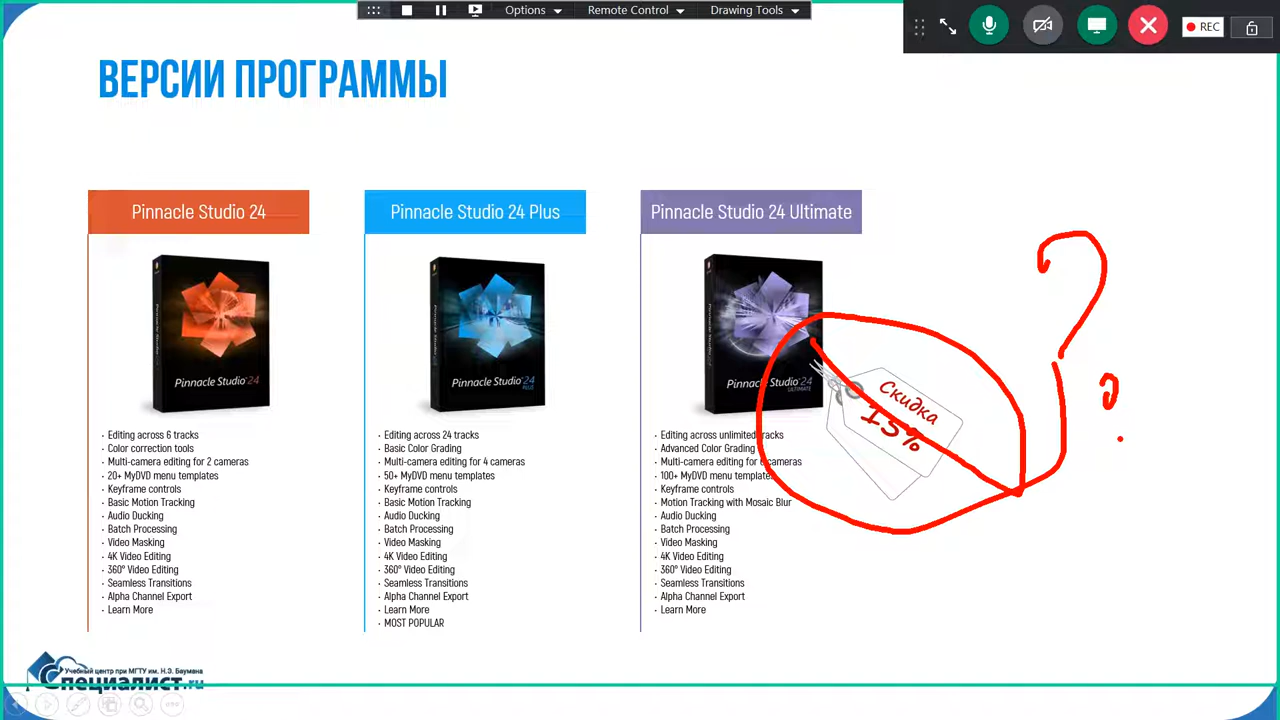 Options
Remote Control
Drawing Tools
REC
ВЕРСИИ ПРОГРАММЫ
Pinnacle Studio 24
Pinnacle Studio 24
· Editing across 6 tracks
· Color correction tools
· Multi-camera editing for 2 cameras
· 20+ MyDVD menu templates
· Keyframe controls
· Basic Motion Tracking
· Audio Ducking
· Batch Processing
· Video Masking
· 4K Video Editing
· 360° Video Editing
· Seamless Transitions
· Alpha Channel Export
· Learn More
Pinnacle Studio 24 Plus
Pinnacle Studio 24
PLUS
· Editing across 24 tracks
· Basic Color Grading
· Multi-camera editing for 4 cameras
· 50+ MyDVD menu templates
· Keyframe controls
· Basic Motion Tracking
· Audio Ducking
· Batch Processing
· Video Masking
· 4K Video Editing
· 360° Video Editing
· Seamless Transitions
· Alpha Channel Export
· Learn More
· MOST POPULAR
Pinnacle Studio 24 Ultimate
Pinnacle Studio 24
ULTIMATE
· Editing across unlimited tracks
· Advanced Color Grading
· Multi-camera editing for 6 cameras
· 100+ MyDVD menu templates
· Keyframe controls
· Motion Tracking with Mosaic Blur
· Audio Ducking
· Batch Processing
· Video Masking
· 4K Video Editing
· 360° Video Editing
· Seamless Transitions
· Alpha Channel Export
· Learn More
Скидка
15%
?
Учебный центр при МГТУ им. Н.Э. Баумана
Специалист.ru